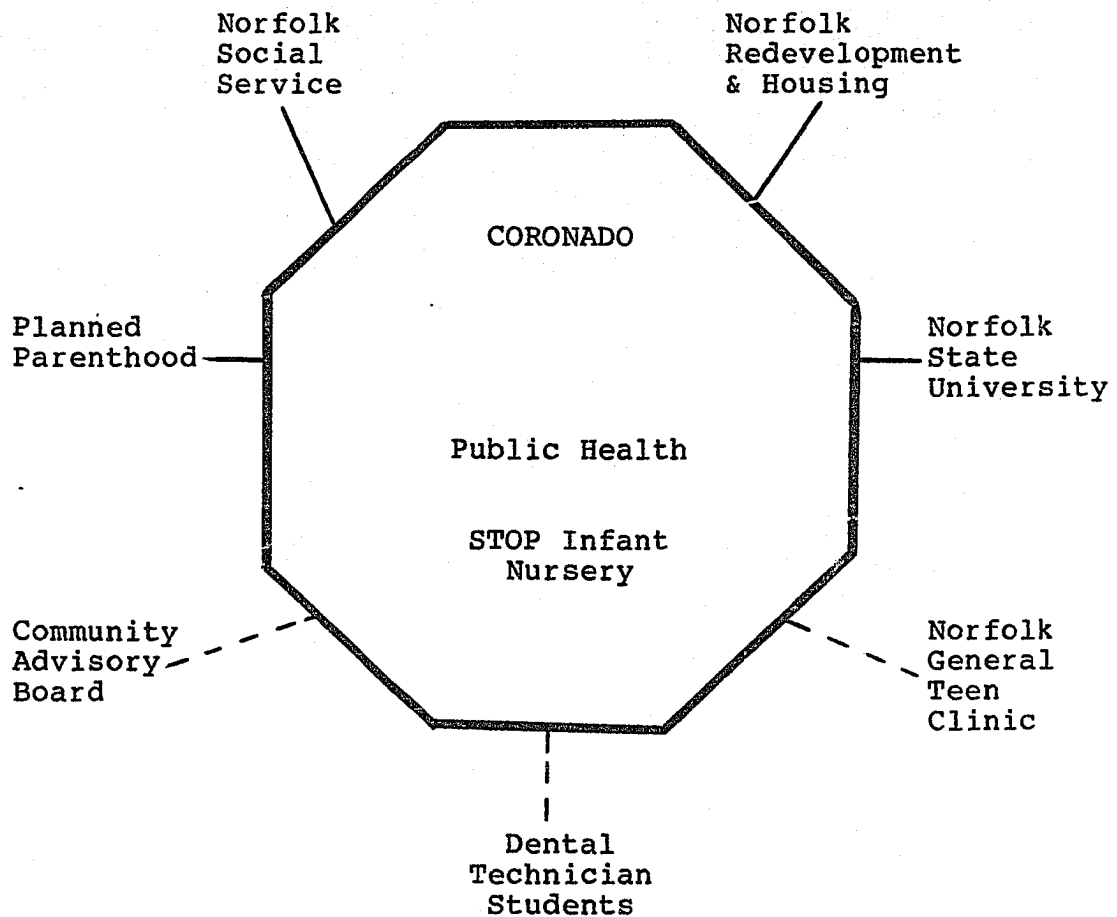 Norfolk
Social
Service
Norfolk
Redevelopment
& Housing
CORONADO
Planned
Parenthood
Norfolk
State
University
Public Health
STOP Infant
Nursery
Community
Advisory
Board
Norfolk
General
Teen
Clinic
Dental
Technician
Students